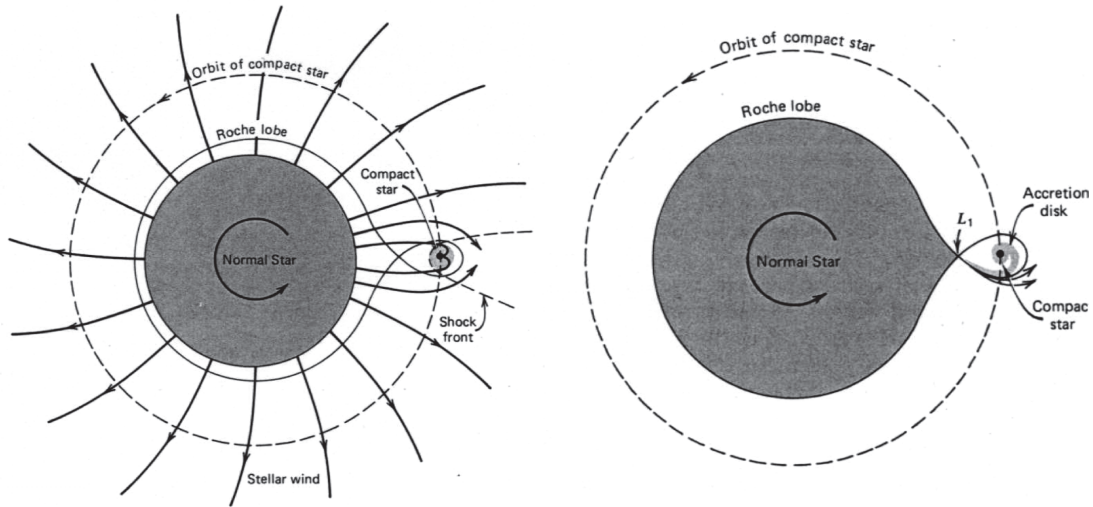 Orbit of compact star
Roche lobe
Compact
star
Normal Star
Shock
front
Stellar wind
Orbit of compact star
Roche lobe
Accretion
disk
L₁
Normal Star
Compac
star